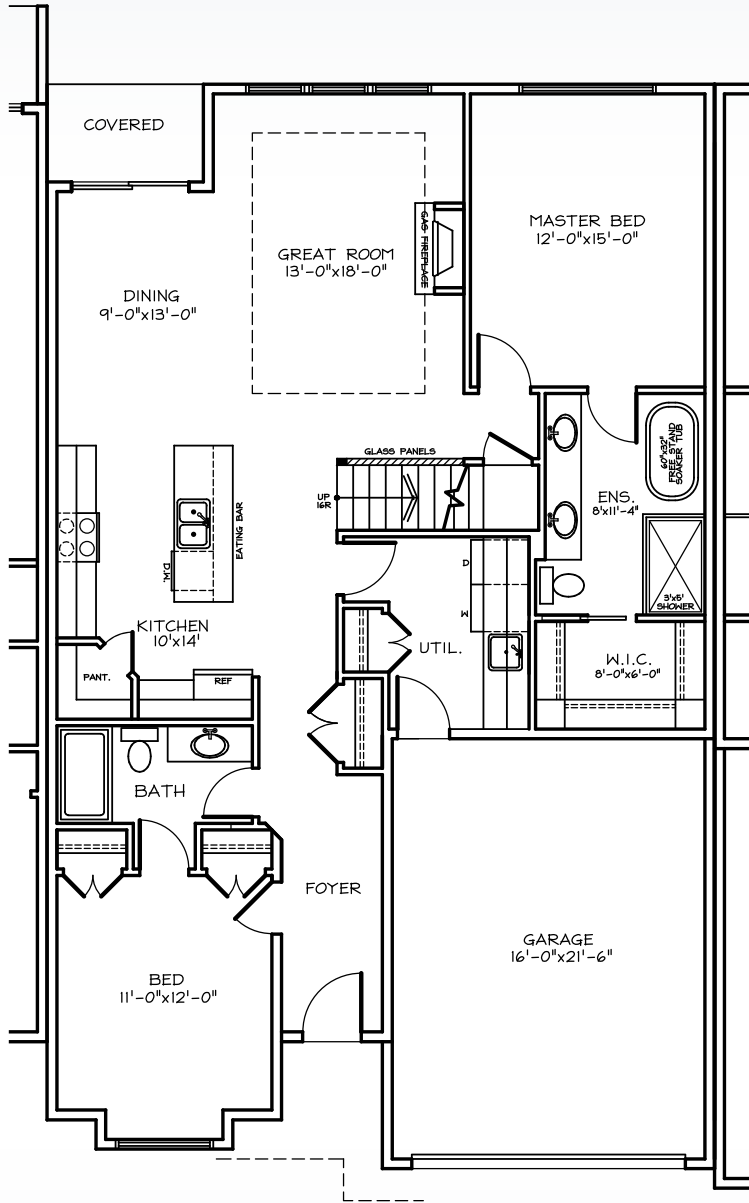 COVERED
MASTER BED
12'-0"x15'-0"
GREAT ROOM
13'-0"x18'-0"
GAS FIREPLACE
DINING
9'-0"x13'-0"
GLASS PANELS
UP
16R
60"x32"
FREE STAND
SOAKER TUB
ENS.
8'x11'-4"
EATING BAR
D.W.
D
W
3'x5'
SHOWER
KITCHEN
10'x14'
UTIL.
W.I.C.
8'-0"x6'-0"
PANT.
REF
BATH
FOYER
GARAGE
16'-0"x21'-6"
BED
11'-0"x12'-0"